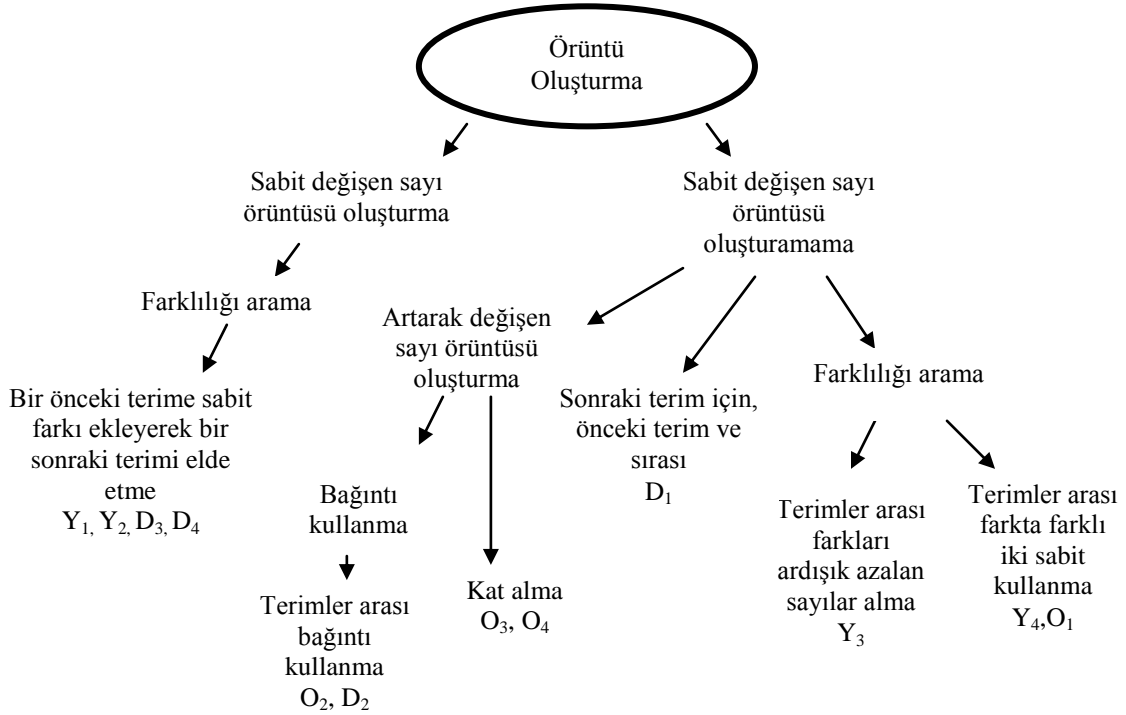 Örüntü
Oluşturma
Sabit değişen sayı
örüntüsü oluşturma
Sabit değişen sayı
örüntüsü
oluşturamama
Farklılığı arama
Artarak değişen
sayı örüntüsü
oluşturma
Farklılığı arama
Bir önceki terime sabit
farkı ekleyerek bir
sonraki terimi elde
etme
Y₁, Y₂, D₃, D₄
Sonraki terim için,
önceki terim ve
sırası
D₁
Bağıntı
kullanma
Terimler arası
farkları
ardışık azalan
sayılar alma
Y₃
Terimler arası
farkta farklı
iki sabit
kullanma
Y₄,O₁
Kat alma
O₃, O₄
Terimler arası
bağıntı
kullanma
O₂, D₂